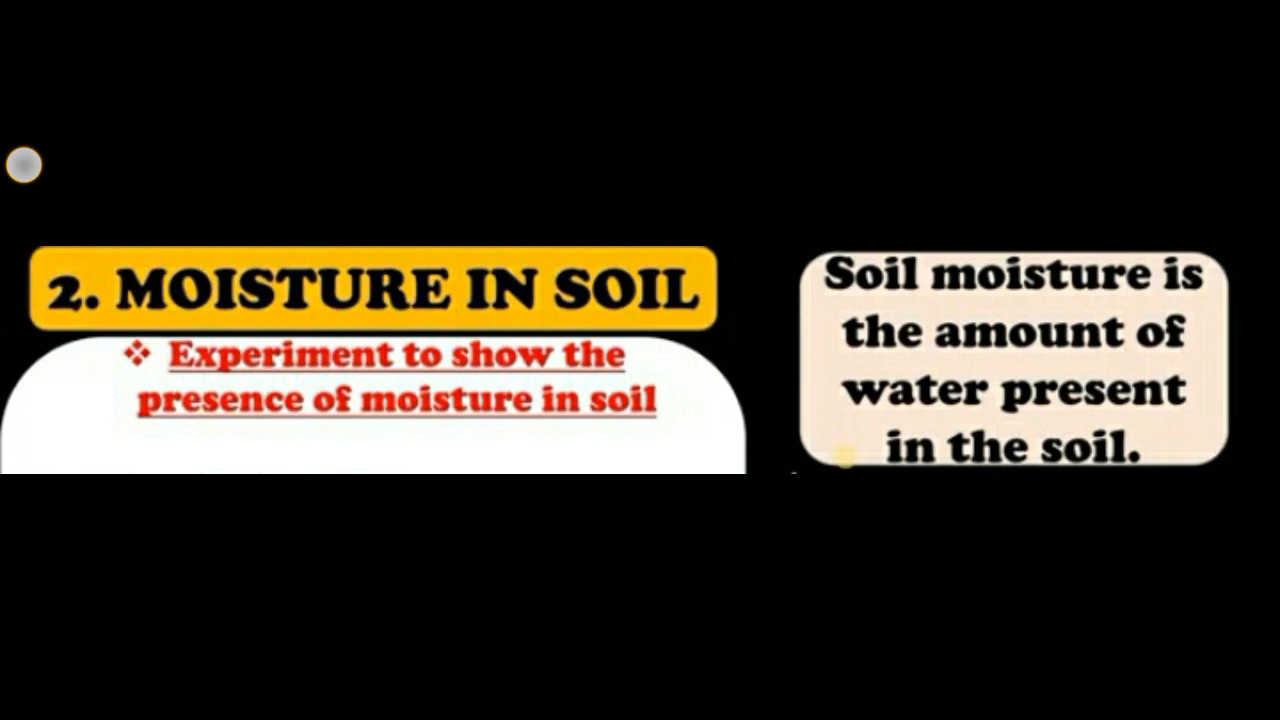 2. MOISTURE IN SOIL
❖ Experiment to show the
presence of moisture in soil
Soil moisture is
the amount of
water present
in the soil.